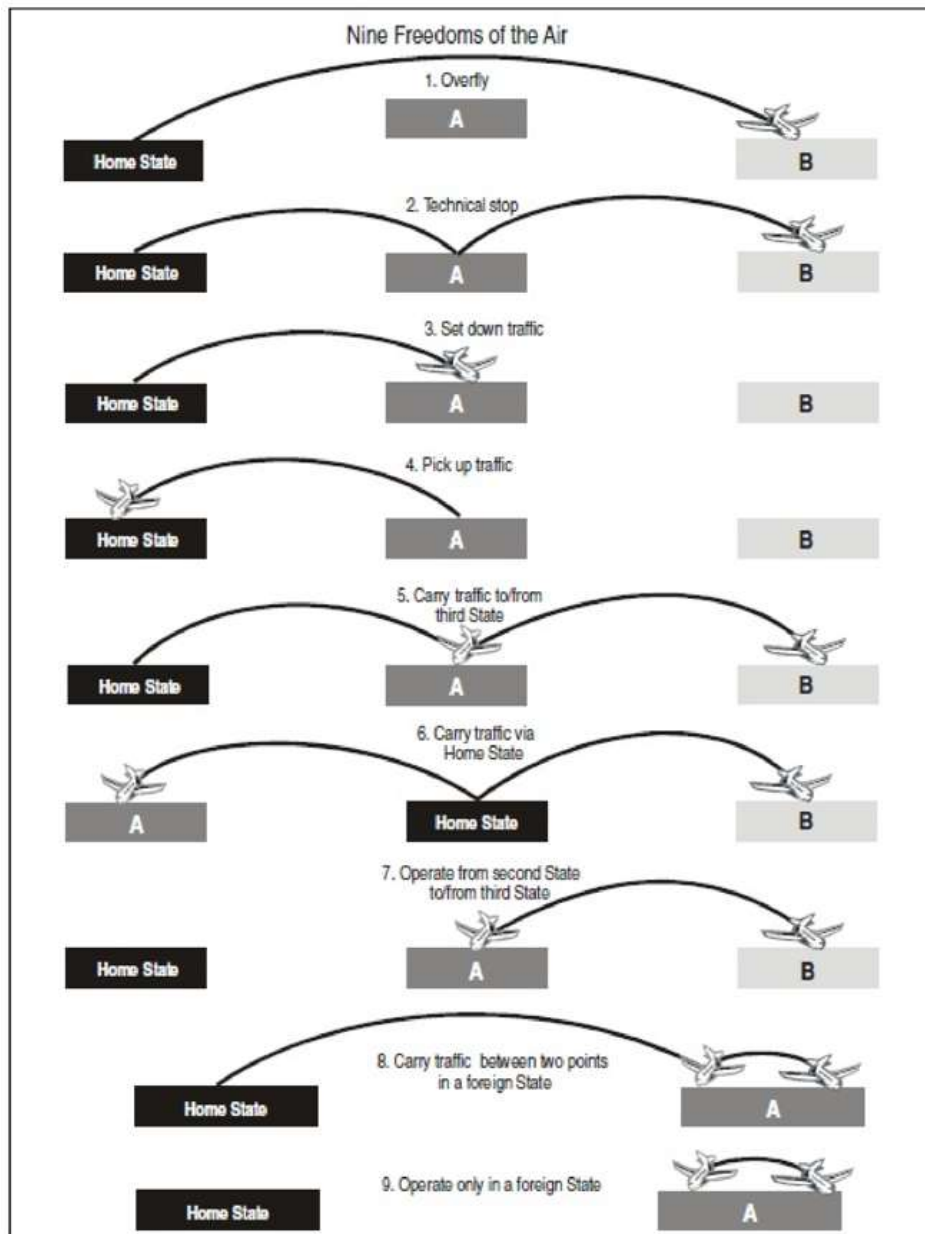 Nine Freedoms of the Air
1. Overfly
A
Home State
B
2. Technical stop
Home State
A
B
3. Set down traffic
Home State
A
B
4. Pick up traffic
Home State
A
B
5. Carry traffic to/from
third State
Home State
A
B
6. Carry traffic via
Home State
A
Home State
B
7. Operate from second State
to/from third State
Home State
A
B
8. Carry traffic between two points
in a foreign State
Home State
A
9. Operate only in a foreign State
Home State
A